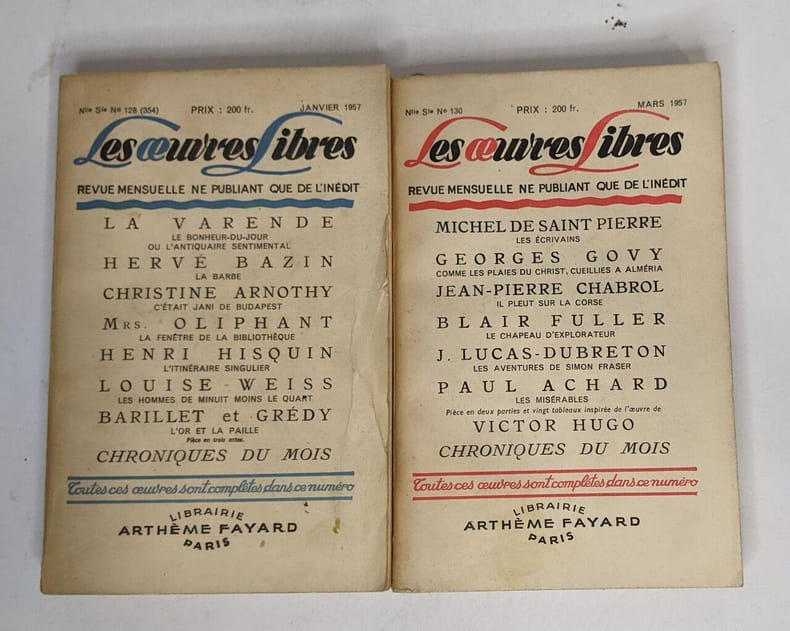 Nlle Sie No 128 (354) PRIX : 200 fr. JANVIER 1957
Les œuvres Libres
REVUE MENSUELLE NE PUBLIANT QUE DE L'INÉDIT
LA VARENDE
LE BONHEUR-DU-JOUR
OU L'ANTIQUAIRE SENTIMENTAL
HERVÉ BAZIN
LA BARBE
CHRISTINE ARNOTHY
C'ÉTAIT JANI DE BUDAPEST
MRS. OLIPHANT
LA FENÊTRE DE LA BIBLIOTHÈQUE
HENRI HISQUIN
L'ITINÉRAIRE SINGULIER
LOUISE WEISS
LES HOMMES DE MINUIT MOINS LE QUART
BARILLET et GRÉDY
L'OR ET LA PAILLE
Pièce en trois actes.
CHRONIQUES DU MOIS
Toutes ces œuvres sont complètes dans ce numéro
LIBRAIRIE
ARTHÈME FAYARD
PARIS
Nlle Sie No 130 PRIX : 200 fr. MARS 1957
Les œuvres Libres
REVUE MENSUELLE NE PUBLIANT QUE DE L'INÉDIT
MICHEL DE SAINT PIERRE
LES ÉCRIVAINS
GEORGES GOVY
COMME LES PLAIES DU CHRIST, CUEILLIES A ALMÉRIA
JEAN-PIERRE CHABROL
IL PLEUT SUR LA CORSE
BLAIR FULLER
LE CHAPEAU D'EXPLORATEUR
J. LUCAS-DUBRETON
LES AVENTURES DE SIMON FRASER
PAUL ACHARD
LES MISÉRABLES
Pièce en deux parties et vingt tableaux inspirée de l'œuvre de
VICTOR HUGO
CHRONIQUES DU MOIS
Toutes ces œuvres sont complètes dans ce numéro
LIBRAIRIE
ARTHÈME FAYARD
PARIS